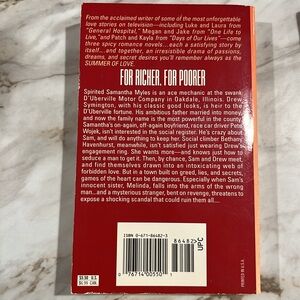 From the acclaimed writer of some of the most unforgettable
love stories on television—including Luke and Laura from
"General Hospital," Megan and Jake from "One Life to
Live," and Patch and Kayla from "Days of Our Lives"—come
three spicy romance novels...each a satisfying story by
itself...and together, an irresistible drama of passions,
dreams, and secret desires you'll remember always as the
SUMMER OF LOVE.
FOR RICHER, FOR POORER
Spirited Samantha Myles is an ace mechanic at the swank
D'Uberville Motor Company in Oakdale, Illinois. Drew
Symington, with his classic good looks, is heir to the
D'Uberville fortune. His ambitious father married into money,
and now the family name is the most powerful in the county.
Samantha's on-again, off-again boyfriend, race car driver Pete
Wojek, isn't interested in the social register. He's crazy about
Sam, and will do anything to keep her. Social climber Bethany
Havenhurst, meanwhile, isn't satisfied just wearing Drew's
engagement ring. She wants more—and knows just how to
seduce a man to get it. Then, by chance, Sam and Drew meet,
and find themselves drawn into an intoxicating web of
forbidden love. But in a town built on greed, lies, and secrets,
games of the heart can be dangerous. Especially when Sam's
innocent sister, Melinda, falls into the arms of the wrong
man...and a mysterious stranger, bent on revenge, threatens to
expose a shocking scandal that could ruin them all....
ISBN 0-671-86482-3
86482
UPC
0 76714 00550 1
$3.50 U.S.
$4.99 CAN.
PRINTED IN U.S.A.